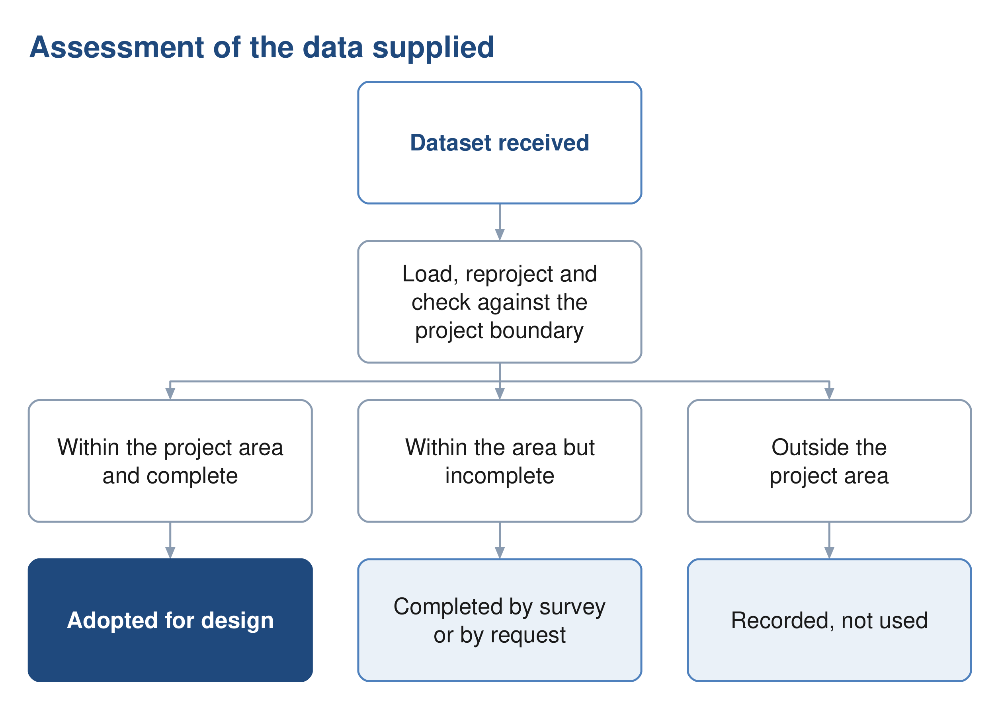 Assessment of the data supplied
Dataset received
Load, reproject and
check against the
project boundary
Within the project area
and complete
Within the area but
incomplete
Outside the
project area
Adopted for design
Completed by survey
or by request
Recorded, not used